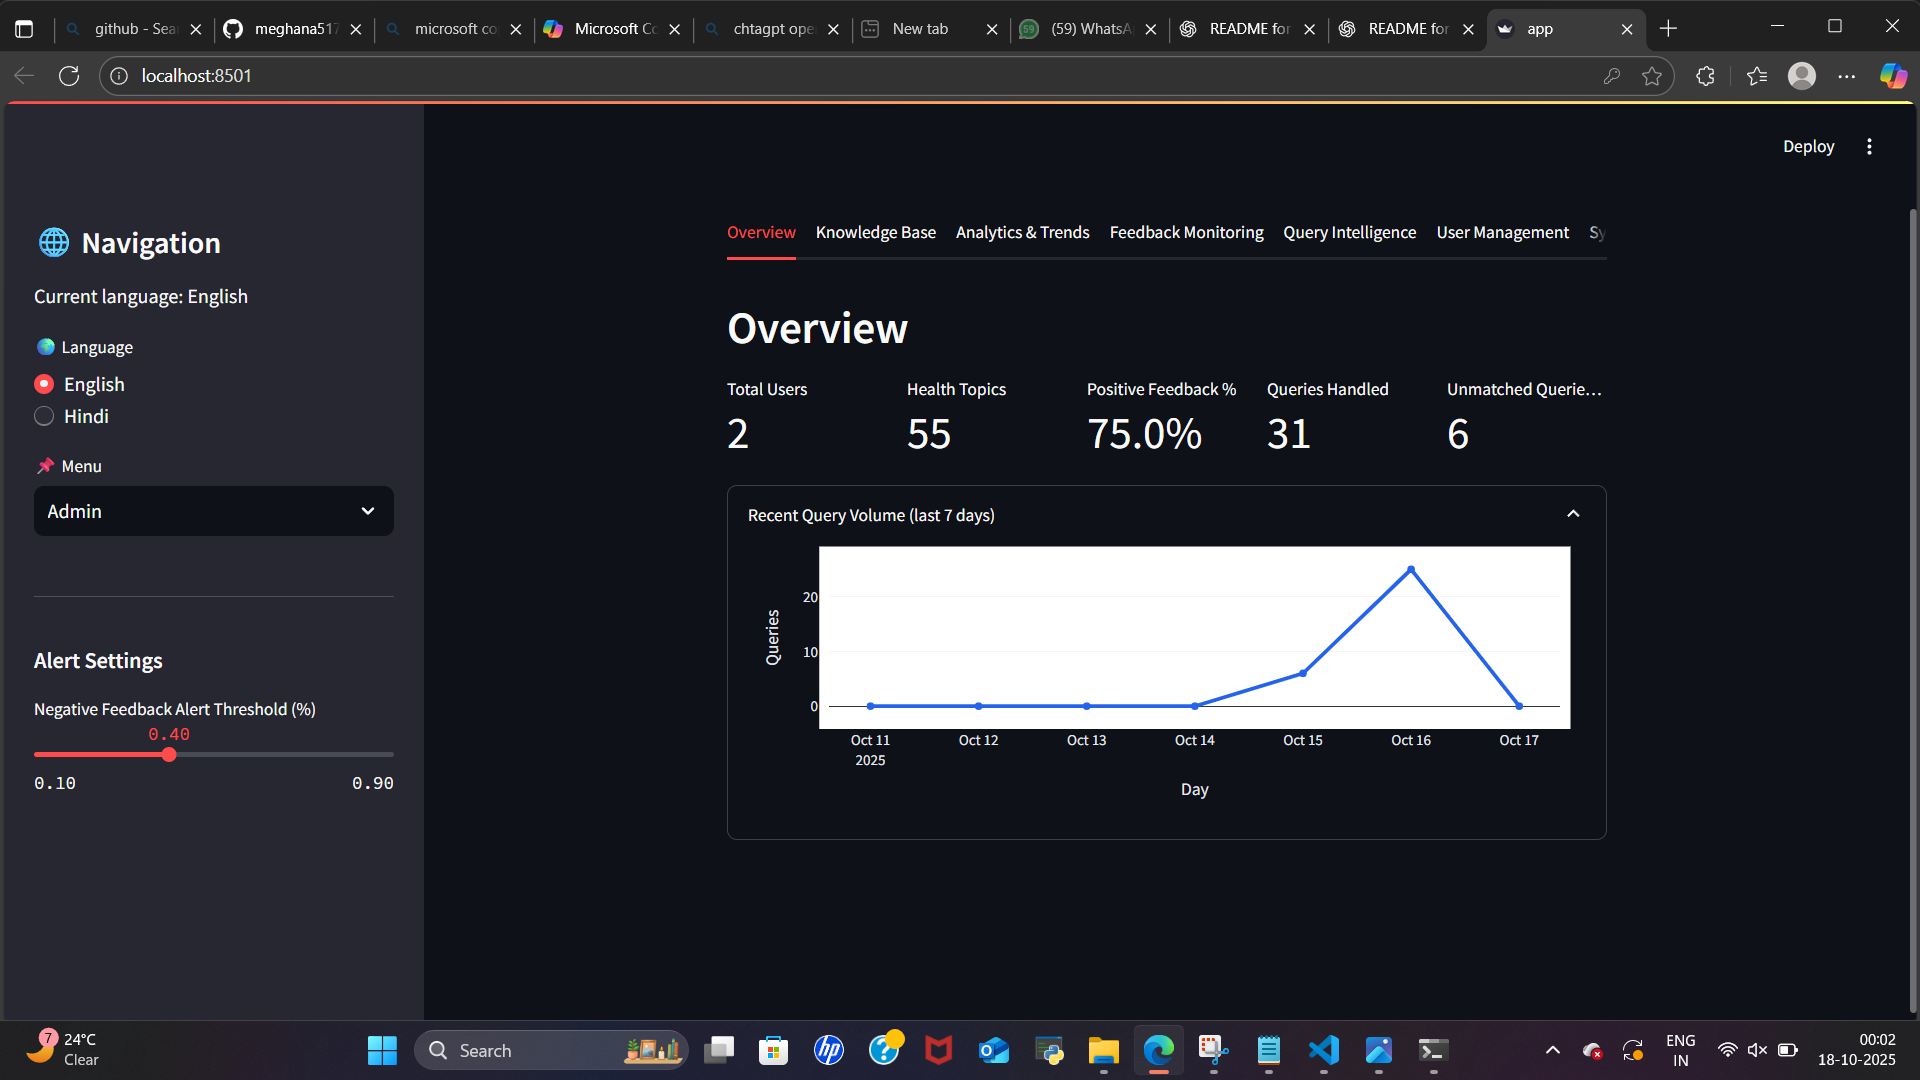 github - Sea
meghana517
microsoft co
Microsoft Co
chtagpt ope
New tab
(59) WhatsA
README for
README for
app
localhost:8501
Deploy
Navigation
Current language: English
Language
English
Hindi
Menu
Admin
Alert Settings
Negative Feedback Alert Threshold (%)
0.40
0.10 0.90
Overview Knowledge Base Analytics & Trends Feedback Monitoring Query Intelligence User Management Sy
Overview
Total Users Health Topics Positive Feedback % Queries Handled Unmatched Querie...
2 55 75.0% 31 6
Recent Query Volume (last 7 days)
Queries
20
10
0
Oct 11 Oct 12 Oct 13 Oct 14 Oct 15 Oct 16 Oct 17
2025
Day
7
24°C
Clear
Search
hp
ENG
IN
00:02
18-10-2025